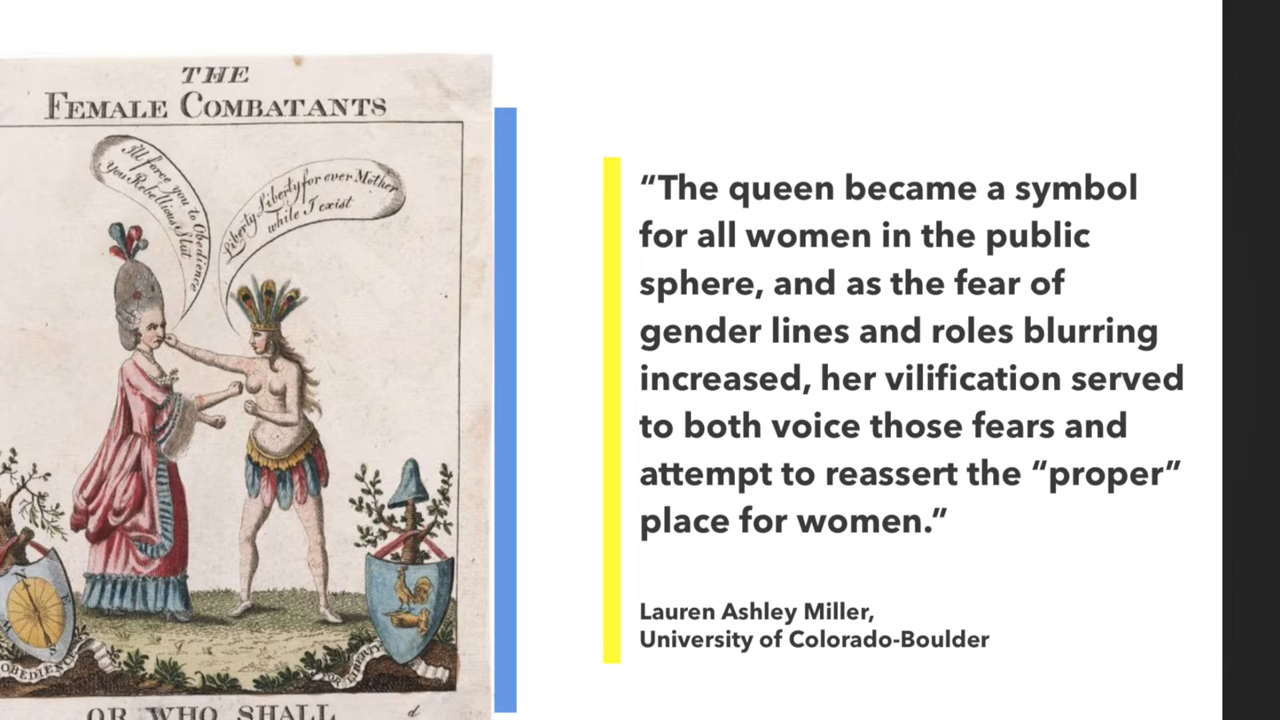 THE
FEMALE COMBATANTS
I'll force you to Obedience
you Rebellious Slut
Liberty Liberty for ever Mother
while I exist
FOR LIBERTY
OBEDIENC
OR WHO SHALL
d
“The queen became a symbol
for all women in the public
sphere, and as the fear of
gender lines and roles blurring
increased, her vilification served
to both voice those fears and
attempt to reassert the “proper”
place for women.”
Lauren Ashley Miller,
University of Colorado-Boulder